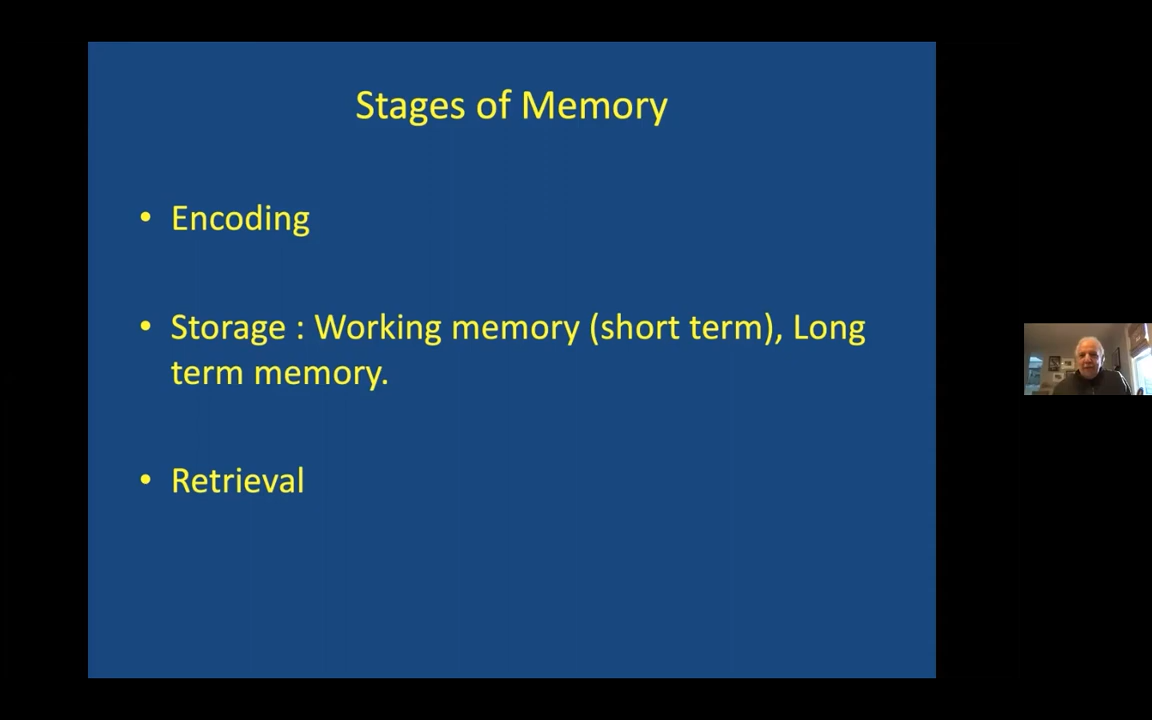 Stages of Memory
• Encoding
• Storage : Working memory (short term), Long
term memory.
• Retrieval